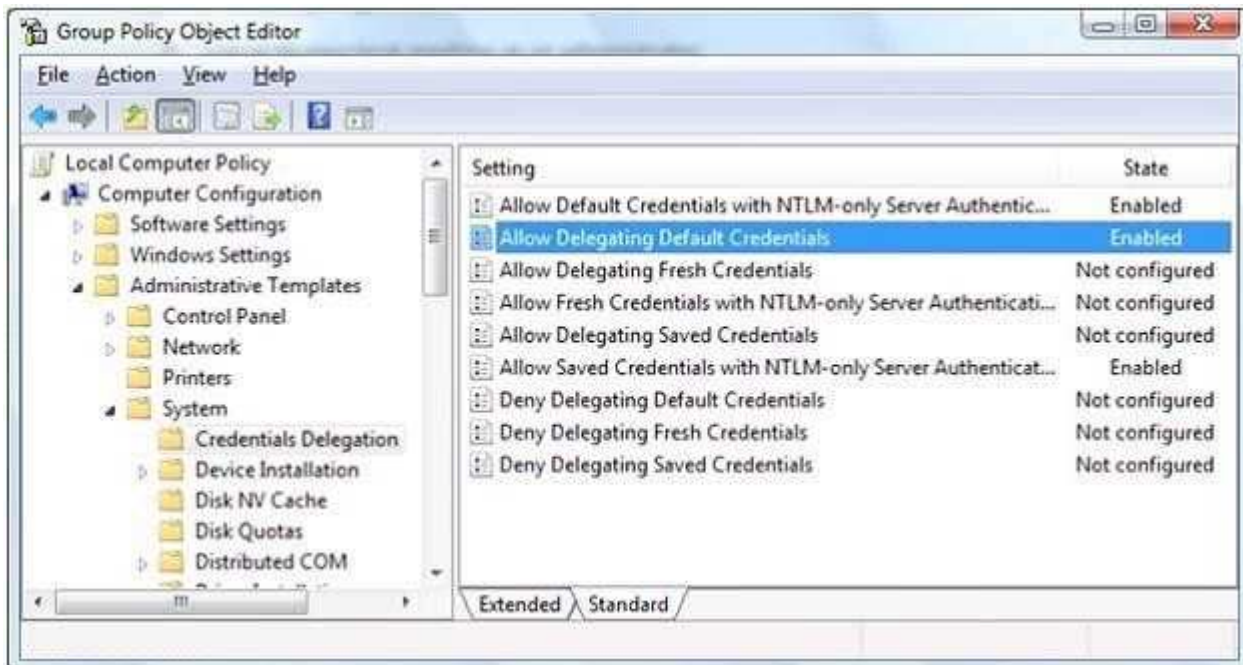 Group Policy Object Editor
File Action View Help
Local Computer Policy
Computer Configuration
Software Settings
Windows Settings
Administrative Templates
Control Panel
Network
Printers
System
Credentials Delegation
Device Installation
Disk NV Cache
Disk Quotas
Distributed COM
Setting State
Allow Default Credentials with NTLM-only Server Authentic... Enabled
Allow Delegating Default Credentials Enabled
Allow Delegating Fresh Credentials Not configured
Allow Fresh Credentials with NTLM-only Server Authenticati... Not configured
Allow Delegating Saved Credentials Not configured
Allow Saved Credentials with NTLM-only Server Authenticat... Enabled
Deny Delegating Default Credentials Not configured
Deny Delegating Fresh Credentials Not configured
Deny Delegating Saved Credentials Not configured
Extended Standard